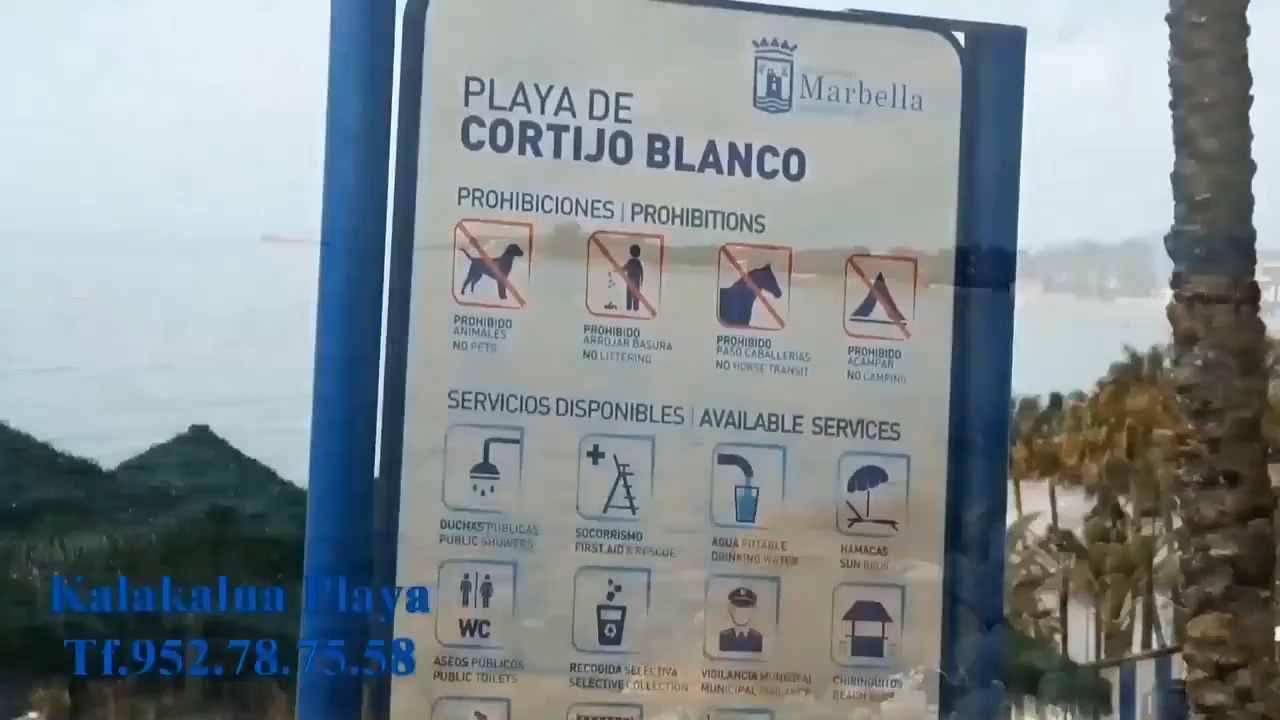 Marbella
PLAYA DE
CORTIJO BLANCO
PROHIBICIONES | PROHIBITIONS
PROHIBIDO
ANIMALES
NO PETS
PROHIBIDO
ARROJAR BASURA
NO LITTERING
PROHIBIDO
PASO CABALLERIAS
NO HORSE TRANSIT
PROHIBIDO
ACAMPAR
NO CAMPING
SERVICIOS DISPONIBLES | AVAILABLE SERVICES
DUCHAS PUBLICAS
PUBLIC SHOWERS
SOCORRISMO
FIRST AID & RESCUE
AGUA POTABLE
DRINKING WATER
HAMACAS
SUN BEDS
WC
ASEOS PUBLICOS
PUBLIC TOILETS
RECOGIDA SELECTIVA
SELECTIVE COLLECTION
VIGILANCIA MUNICIPAL
MUNICIPAL VIGILANCE
CHIRINGUITOS
BEACH
Kalakalua Playa
Tf.952.78.75.58